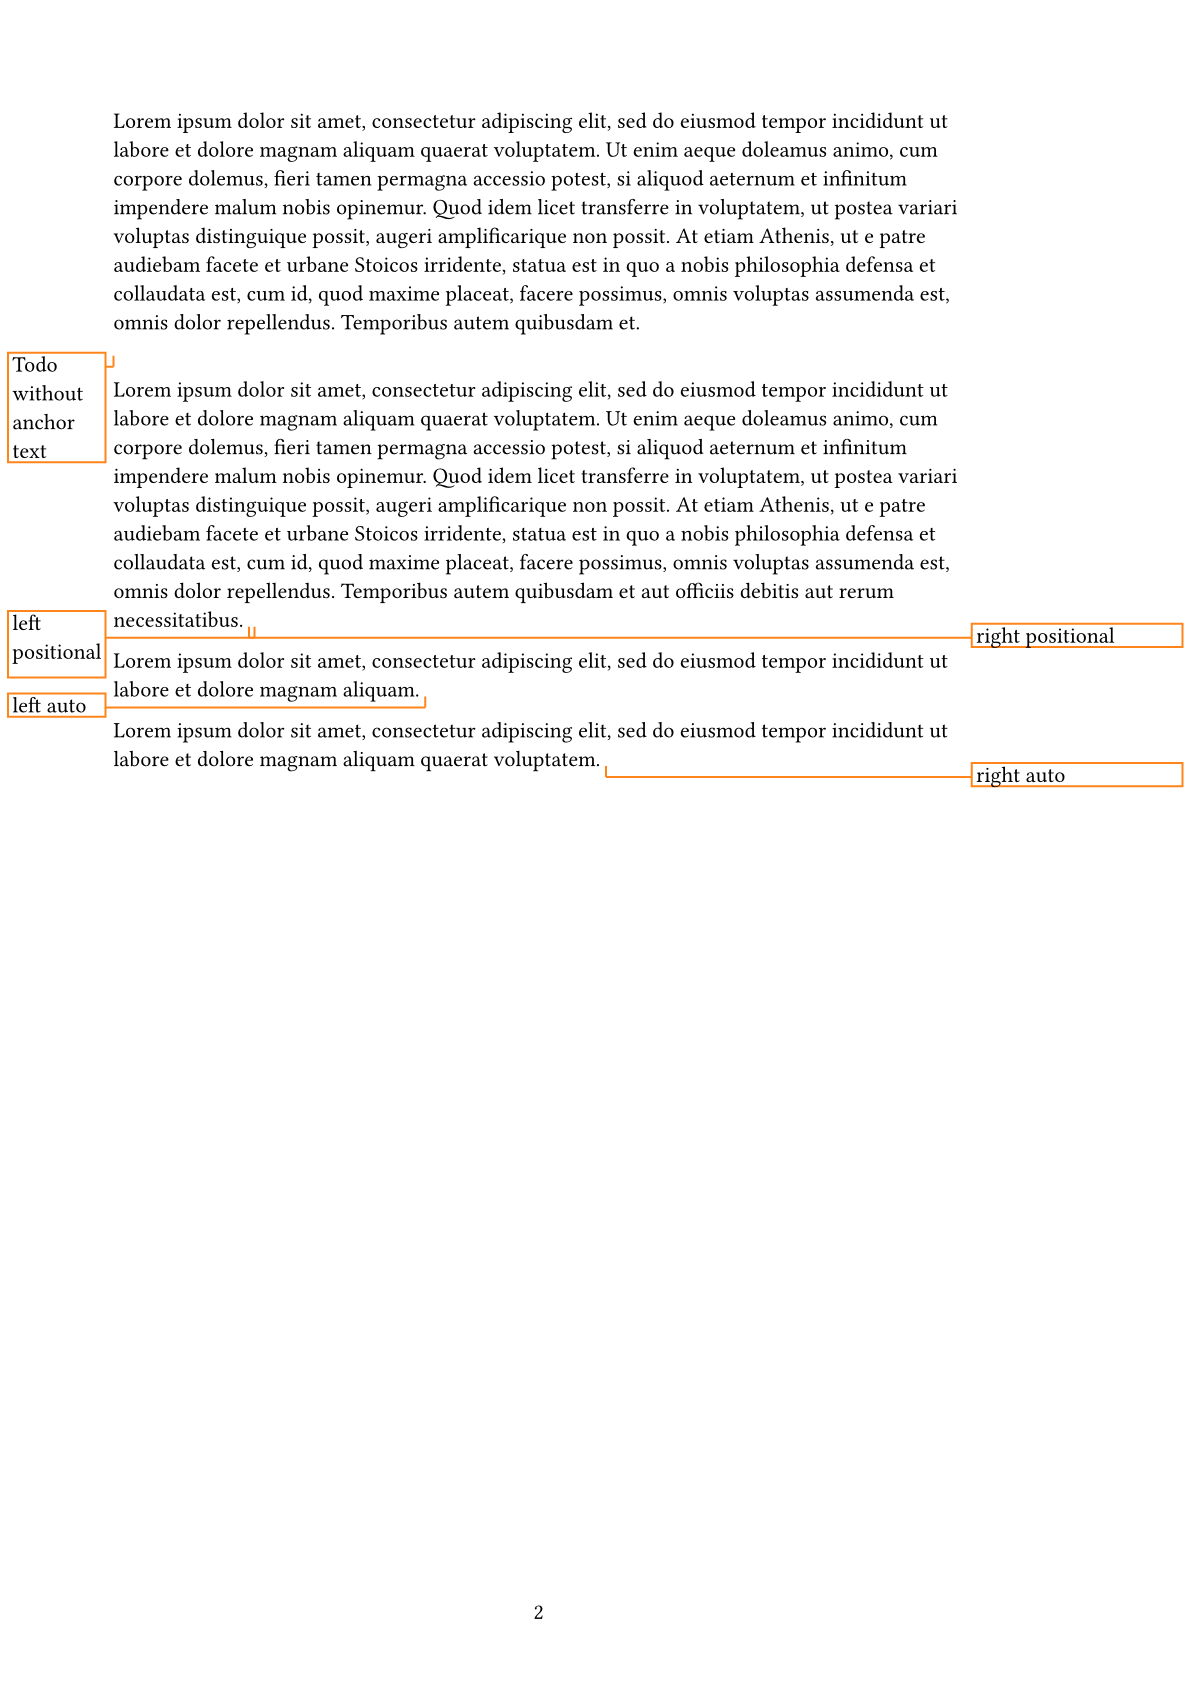 Lorem ipsum dolor sit amet, consectetur adipiscing elit, sed do eiusmod tempor incididunt ut
labore et dolore magnam aliquam quaerat voluptatem. Ut enim aeque doleamus animo, cum
corpore dolemus, fieri tamen permagna accessio potest, si aliquod aeternum et infinitum
impendere malum nobis opinemur. Quod idem licet transferre in voluptatem, ut postea variari
voluptas distinguique possit, augeri amplificarique non possit. At etiam Athenis, ut e patre
audiebam facete et urbane Stoicos irridente, statua est in quo a nobis philosophia defensa et
collaudata est, cum id, quod maxime placeat, facere possimus, omnis voluptas assumenda est,
omnis dolor repellendus. Temporibus autem quibusdam et.
Todo
without
anchor
text
Lorem ipsum dolor sit amet, consectetur adipiscing elit, sed do eiusmod tempor incididunt ut
labore et dolore magnam aliquam quaerat voluptatem. Ut enim aeque doleamus animo, cum
corpore dolemus, fieri tamen permagna accessio potest, si aliquod aeternum et infinitum
impendere malum nobis opinemur. Quod idem licet transferre in voluptatem, ut postea variari
voluptas distinguique possit, augeri amplificarique non possit. At etiam Athenis, ut e patre
audiebam facete et urbane Stoicos irridente, statua est in quo a nobis philosophia defensa et
collaudata est, cum id, quod maxime placeat, facere possimus, omnis voluptas assumenda est,
omnis dolor repellendus. Temporibus autem quibusdam et aut officiis debitis aut rerum
necessitatibus.
left
positional
right positional
Lorem ipsum dolor sit amet, consectetur adipiscing elit, sed do eiusmod tempor incididunt ut
labore et dolore magnam aliquam.
left auto
Lorem ipsum dolor sit amet, consectetur adipiscing elit, sed do eiusmod tempor incididunt ut
labore et dolore magnam aliquam quaerat voluptatem.
right auto
2